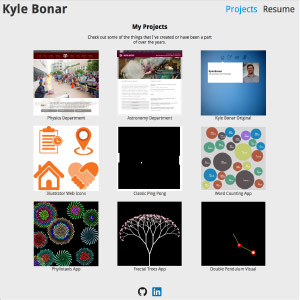 Kyle Bonar
Projects Resume
My Projects
Check out some of the things that I've created or have been a part
of over the years.
Physics Department
Astronomy Department
Kyle Bonar Original
Illustrator Web Icons
Classic Ping Pong
Word Counting App
Phyllotaxis App
Fractal Trees App
Double Pendulum Visual